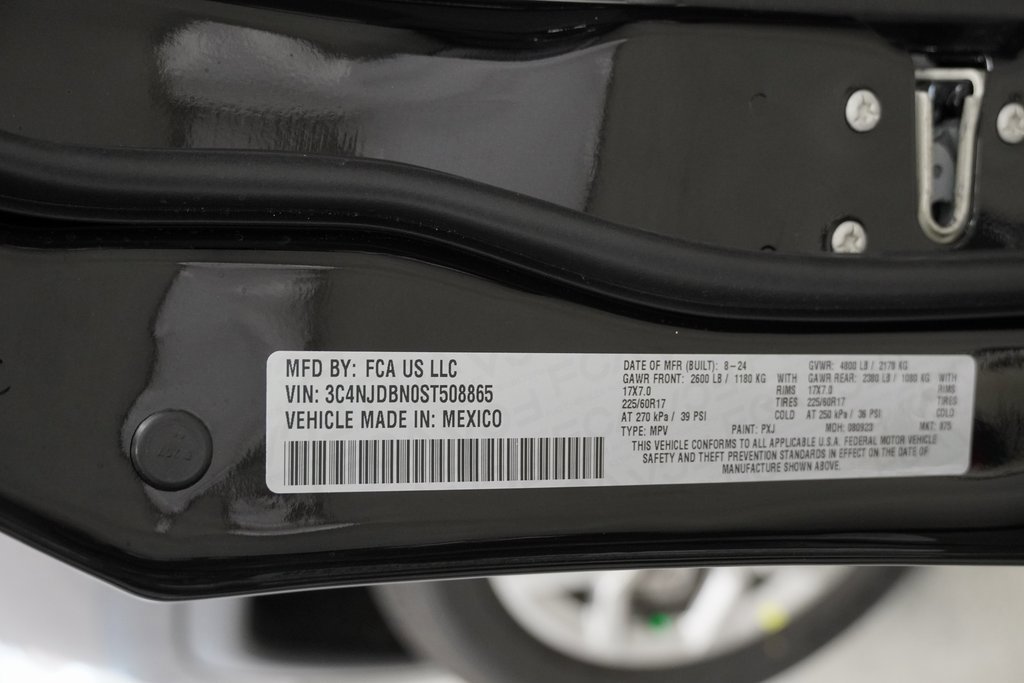 MFD BY: FCA US LLC
VIN: 3C4NJDBN0ST508865
VEHICLE MADE IN: MEXICO
DATE OF MFR (BUILT): 8-24 GVWR: 4800 LB / 2179 KG
GAWR FRONT: 2600 LB / 1180 KG WITH GAWR REAR: 2380 LB / 1080 KG WITH
17X7.0 RIMS 17X7.0 RIMS
225/60R17 TIRES 225/60R17 TIRES
AT 270 kPa / 39 PSI COLD AT 250 kPa / 36 PSI COLD
TYPE: MPV PAINT: PXJ MDH: 080923 MKT: 875
THIS VEHICLE CONFORMS TO ALL APPLICABLE U.S.A. FEDERAL MOTOR VEHICLE
SAFETY AND THEFT PREVENTION STANDARDS IN EFFECT ON THE DATE OF
MANUFACTURE SHOWN ABOVE.